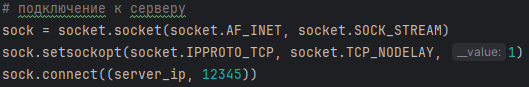 # подключение к серверу
sock = socket.socket(socket.AF_INET, socket.SOCK_STREAM)
sock.setsockopt(socket.IPPROTO_TCP, socket.TCP_NODELAY, __value: 1)
sock.connect((server_ip, 12345))